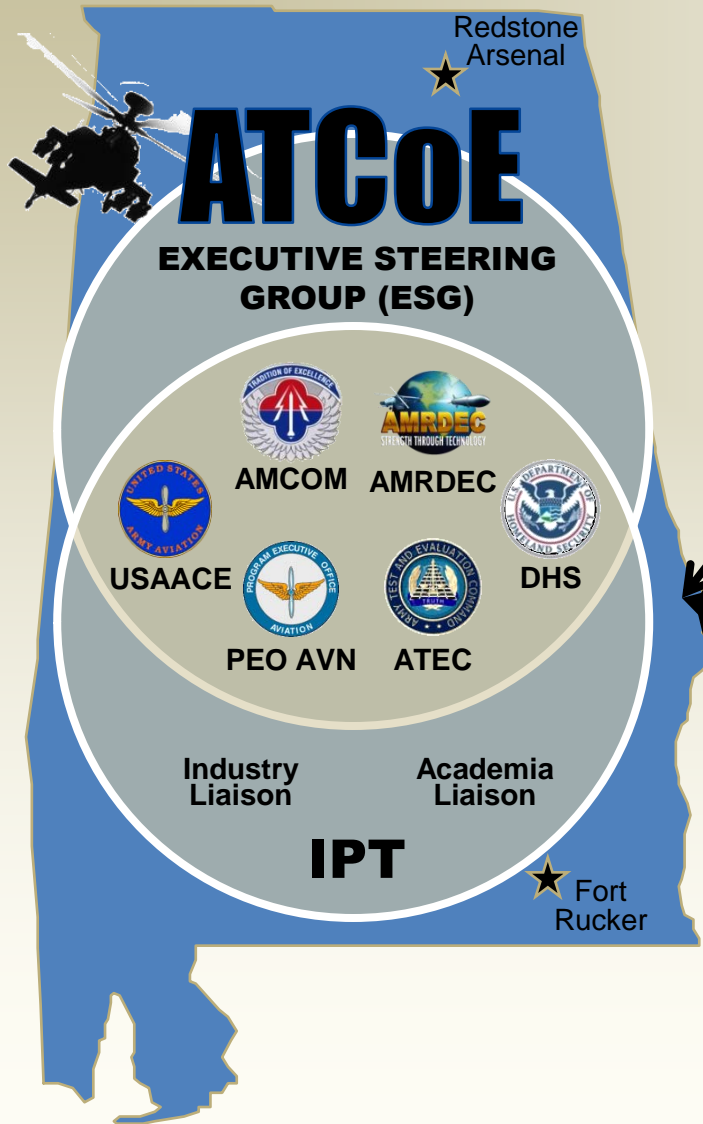 Redstone
Arsenal
ATCoE
EXECUTIVE STEERING
GROUP (ESG)
TRADITION OF EXCELLENCE
AMRDEC
STRENGTH THROUGH TECHNOLOGY
AMCOM
AMRDEC
UNITED STATES
ARMY AVIATION
U.S. DEPARTMENT OF
HOMELAND SECURITY
USAACE
PROGRAM EXECUTIVE OFFICE
AVIATION
ARMY TEST AND EVALUATION COMMAND
TRUTH
DHS
PEO AVN
ATEC
Industry
Liaison
Academia
Liaison
IPT
Fort
Rucker